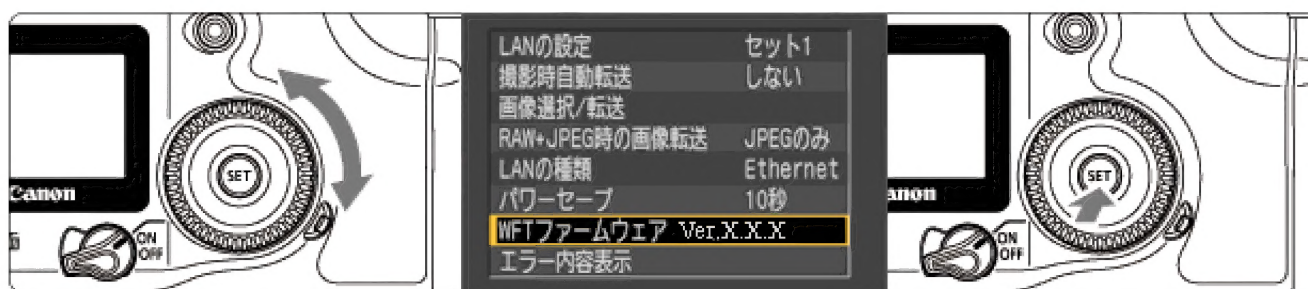 SET
Canon
ON
OFF
LANの設定 セット1
撮影時自動転送 しない
画像選択/転送
RAW+JPEG時の画像転送 JPEGのみ
LANの種類 Ethernet
パワーセーブ 10秒
WFTファームウェア Ver.X.X.X
エラー内容表示
SET
anon
ON
OFF